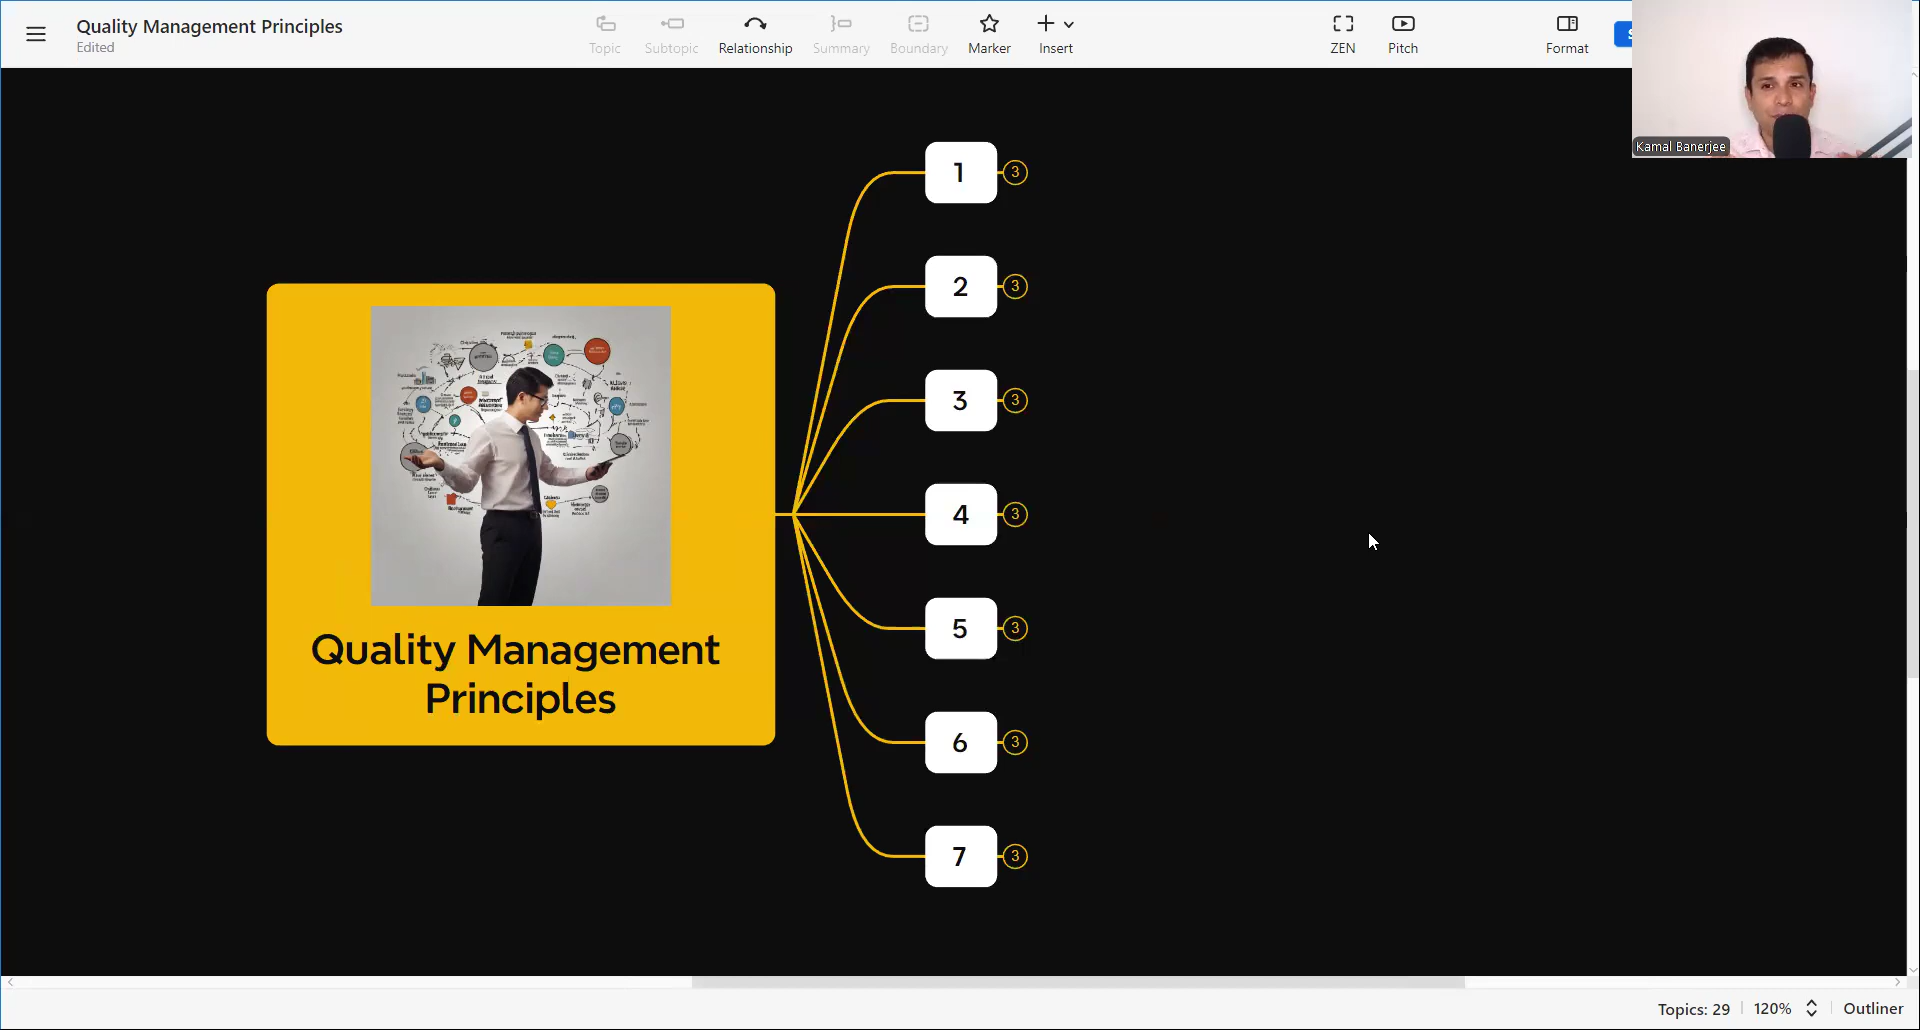 Quality Management Principles
Edited
Topic
Subtopic
Relationship
Summary
Boundary
Marker
Insert
ZEN
Pitch
Format
Kamal Banerjee
1
3
2
3
3
3
4
3
5
3
6
3
7
3
Quality Management
Principles
Topics: 29
120%
Outliner